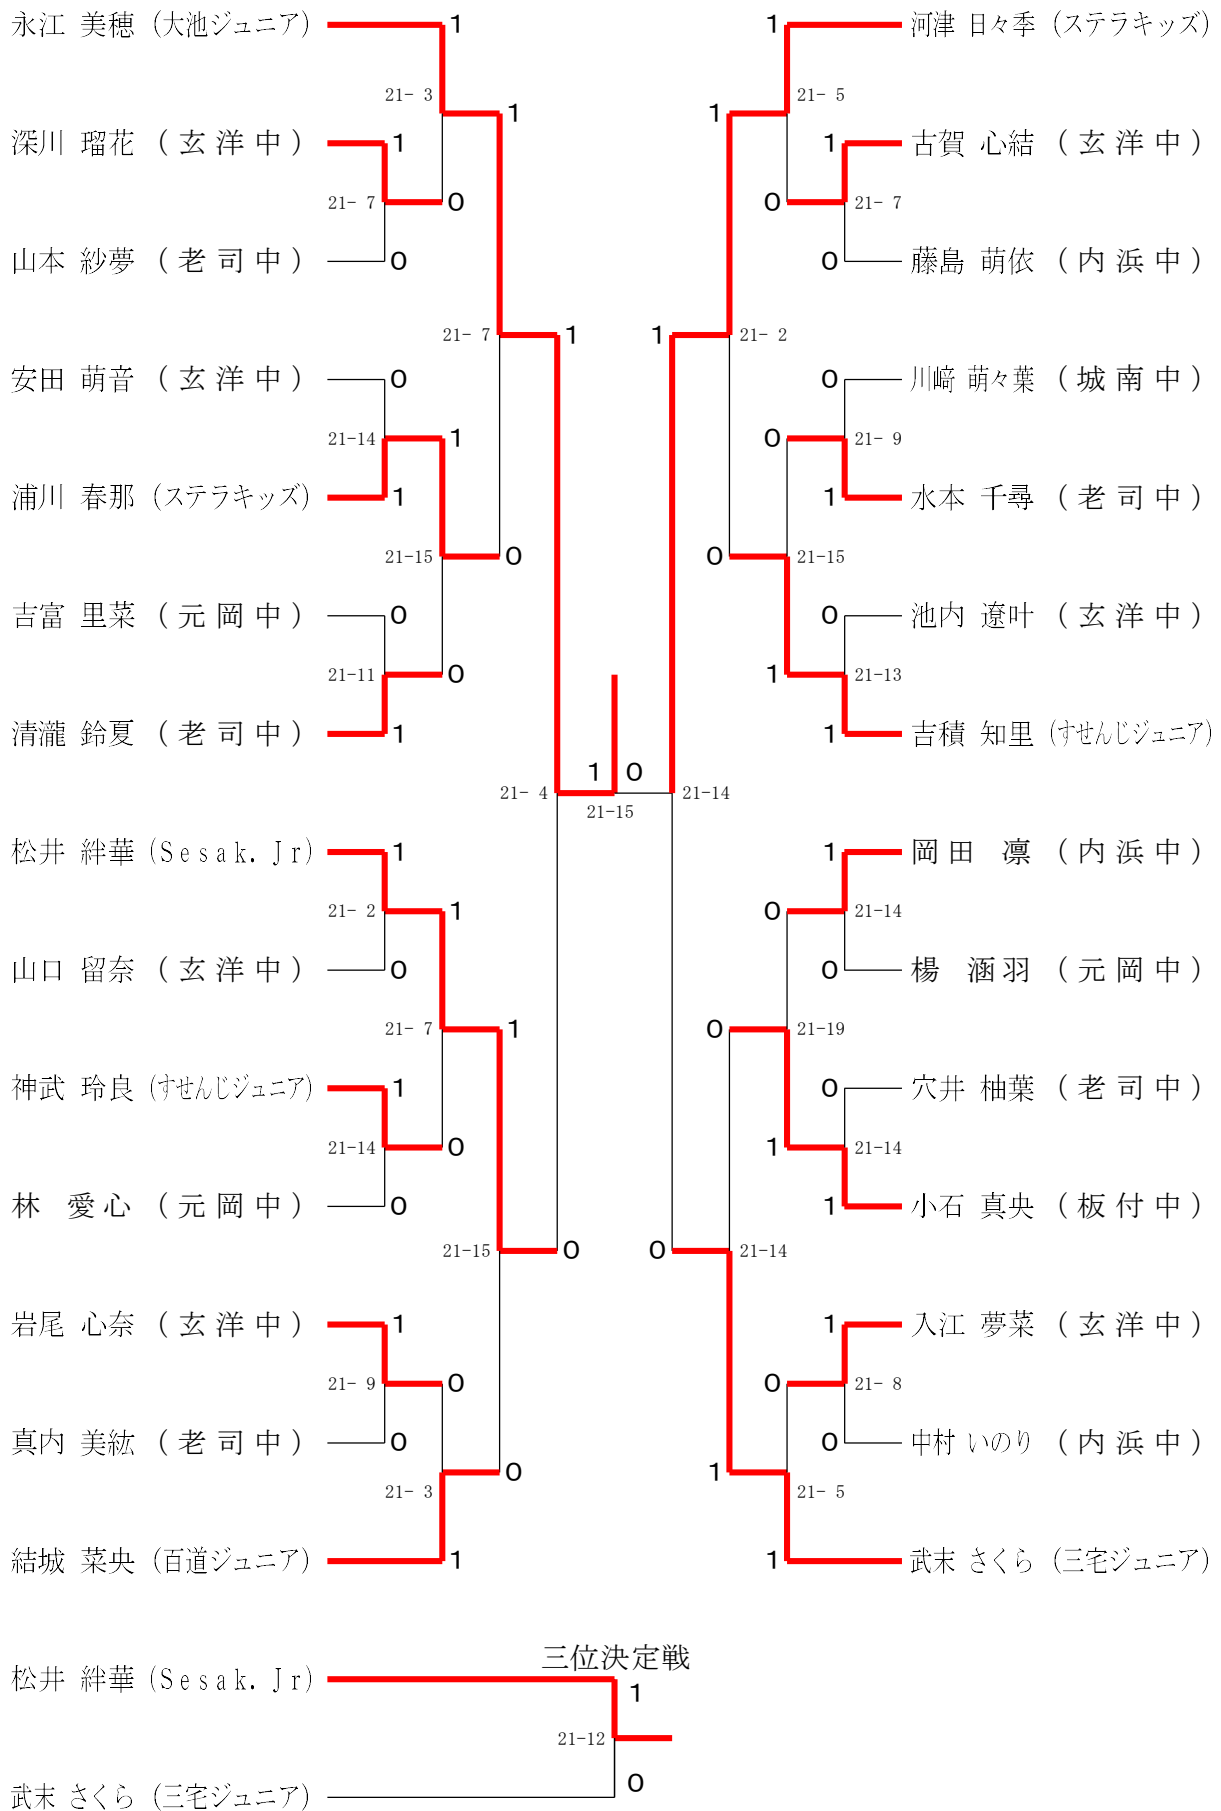 永江 美穂 (大池ジュニア) 1 1 河津 日々季 (ステラキッズ)
21- 3 21- 5
1 1
深川 瑠花 (玄洋中) 1 1 古賀 心結 (玄洋中)
21- 7 0 0 21- 7
山本 紗夢 (老司中) 0 0 藤島 萌依 (内浜中)
21- 7 1 1 21- 2
安田 萌音 (玄洋中) 0 0 川﨑 萌々葉 (城南中)
21-14 1 0 21- 9
浦川 春那 (ステラキッズ) 1 1 水本 千尋 (老司中)
21-15 0 0 21-15
吉富 里菜 (元岡中) 0 0 池内 遼叶 (玄洋中)
21-11 0 1 21-13
清瀧 鈴夏 (老司中) 1 1 吉積 知里 (すせんじジュニア)
1 0
21- 4 21-14
21-15
松井 絆華 (Sesak.Jr) 1 1 岡田 凛 (内浜中)
21- 2 1 0 21-14
山口 留奈 (玄洋中) 0 0 楊 涵羽 (元岡中)
21- 7 1 0 21-19
神武 玲良 (すせんじジュニア) 1 0 穴井 柚葉 (老司中)
21-14 0 1 21-14
林 愛心 (元岡中) 0 1 小石 真央 (板付中)
21-15 0 0 21-14
岩尾 心奈 (玄洋中) 1 1 入江 夢菜 (玄洋中)
21- 9 0 0 21- 8
真内 美紘 (老司中) 0 0 中村 いのり (内浜中)
0 1
21- 3 21- 5
結城 菜央 (百道ジュニア) 1 1 武末 さくら (三宅ジュニア)
三位決定戦
松井 絆華 (Sesak.Jr) 1
21-12
武末 さくら (三宅ジュニア) 0